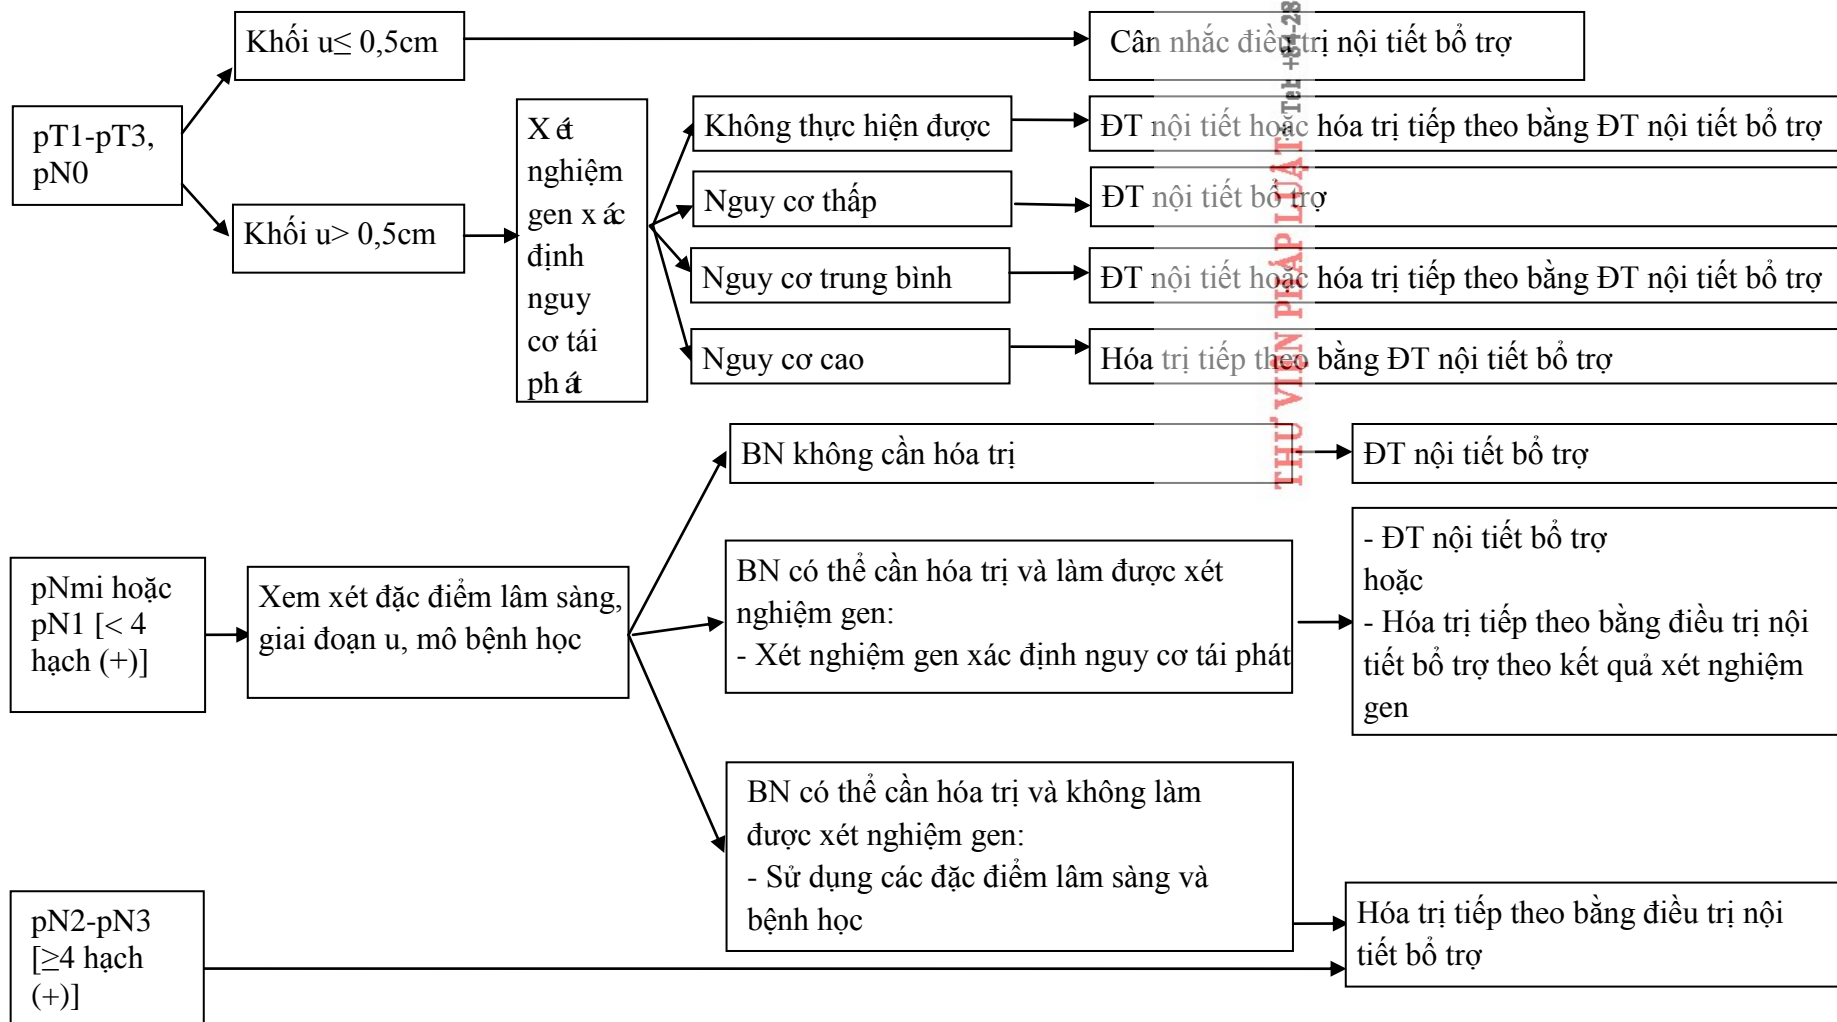 Khối u≤ 0,5cm
Cân nhắc điều trị nội tiết bổ trợ
pT1-pT3,
pN0
Khối u> 0,5cm
Xét
nghiệm
gen xác
định
nguy
cơ tái
phát
Không thực hiện được
ĐT nội tiết hoặc hóa trị tiếp theo bằng ĐT nội tiết bổ trợ
Nguy cơ thấp
ĐT nội tiết bổ trợ
Nguy cơ trung bình
ĐT nội tiết hoặc hóa trị tiếp theo bằng ĐT nội tiết bổ trợ
Nguy cơ cao
Hóa trị tiếp theo bằng ĐT nội tiết bổ trợ
BN không cần hóa trị
ĐT nội tiết bổ trợ
pNmi hoặc
pN1 [< 4
hạch (+)]
Xem xét đặc điểm lâm sàng,
giai đoạn u, mô bệnh học
BN có thể cần hóa trị và làm được xét
nghiệm gen:
- Xét nghiệm gen xác định nguy cơ tái phát
- ĐT nội tiết bổ trợ
hoặc
- Hóa trị tiếp theo bằng điều trị nội
tiết bổ trợ theo kết quả xét nghiệm
gen
BN có thể cần hóa trị và không làm
được xét nghiệm gen:
- Sử dụng các đặc điểm lâm sàng và
bệnh học
pN2-pN3
[≥4 hạch
(+)]
Hóa trị tiếp theo bằng điều trị nội
tiết bổ trợ
THƯ VIỆN PHÁP LUẬT
Tel: +84-28